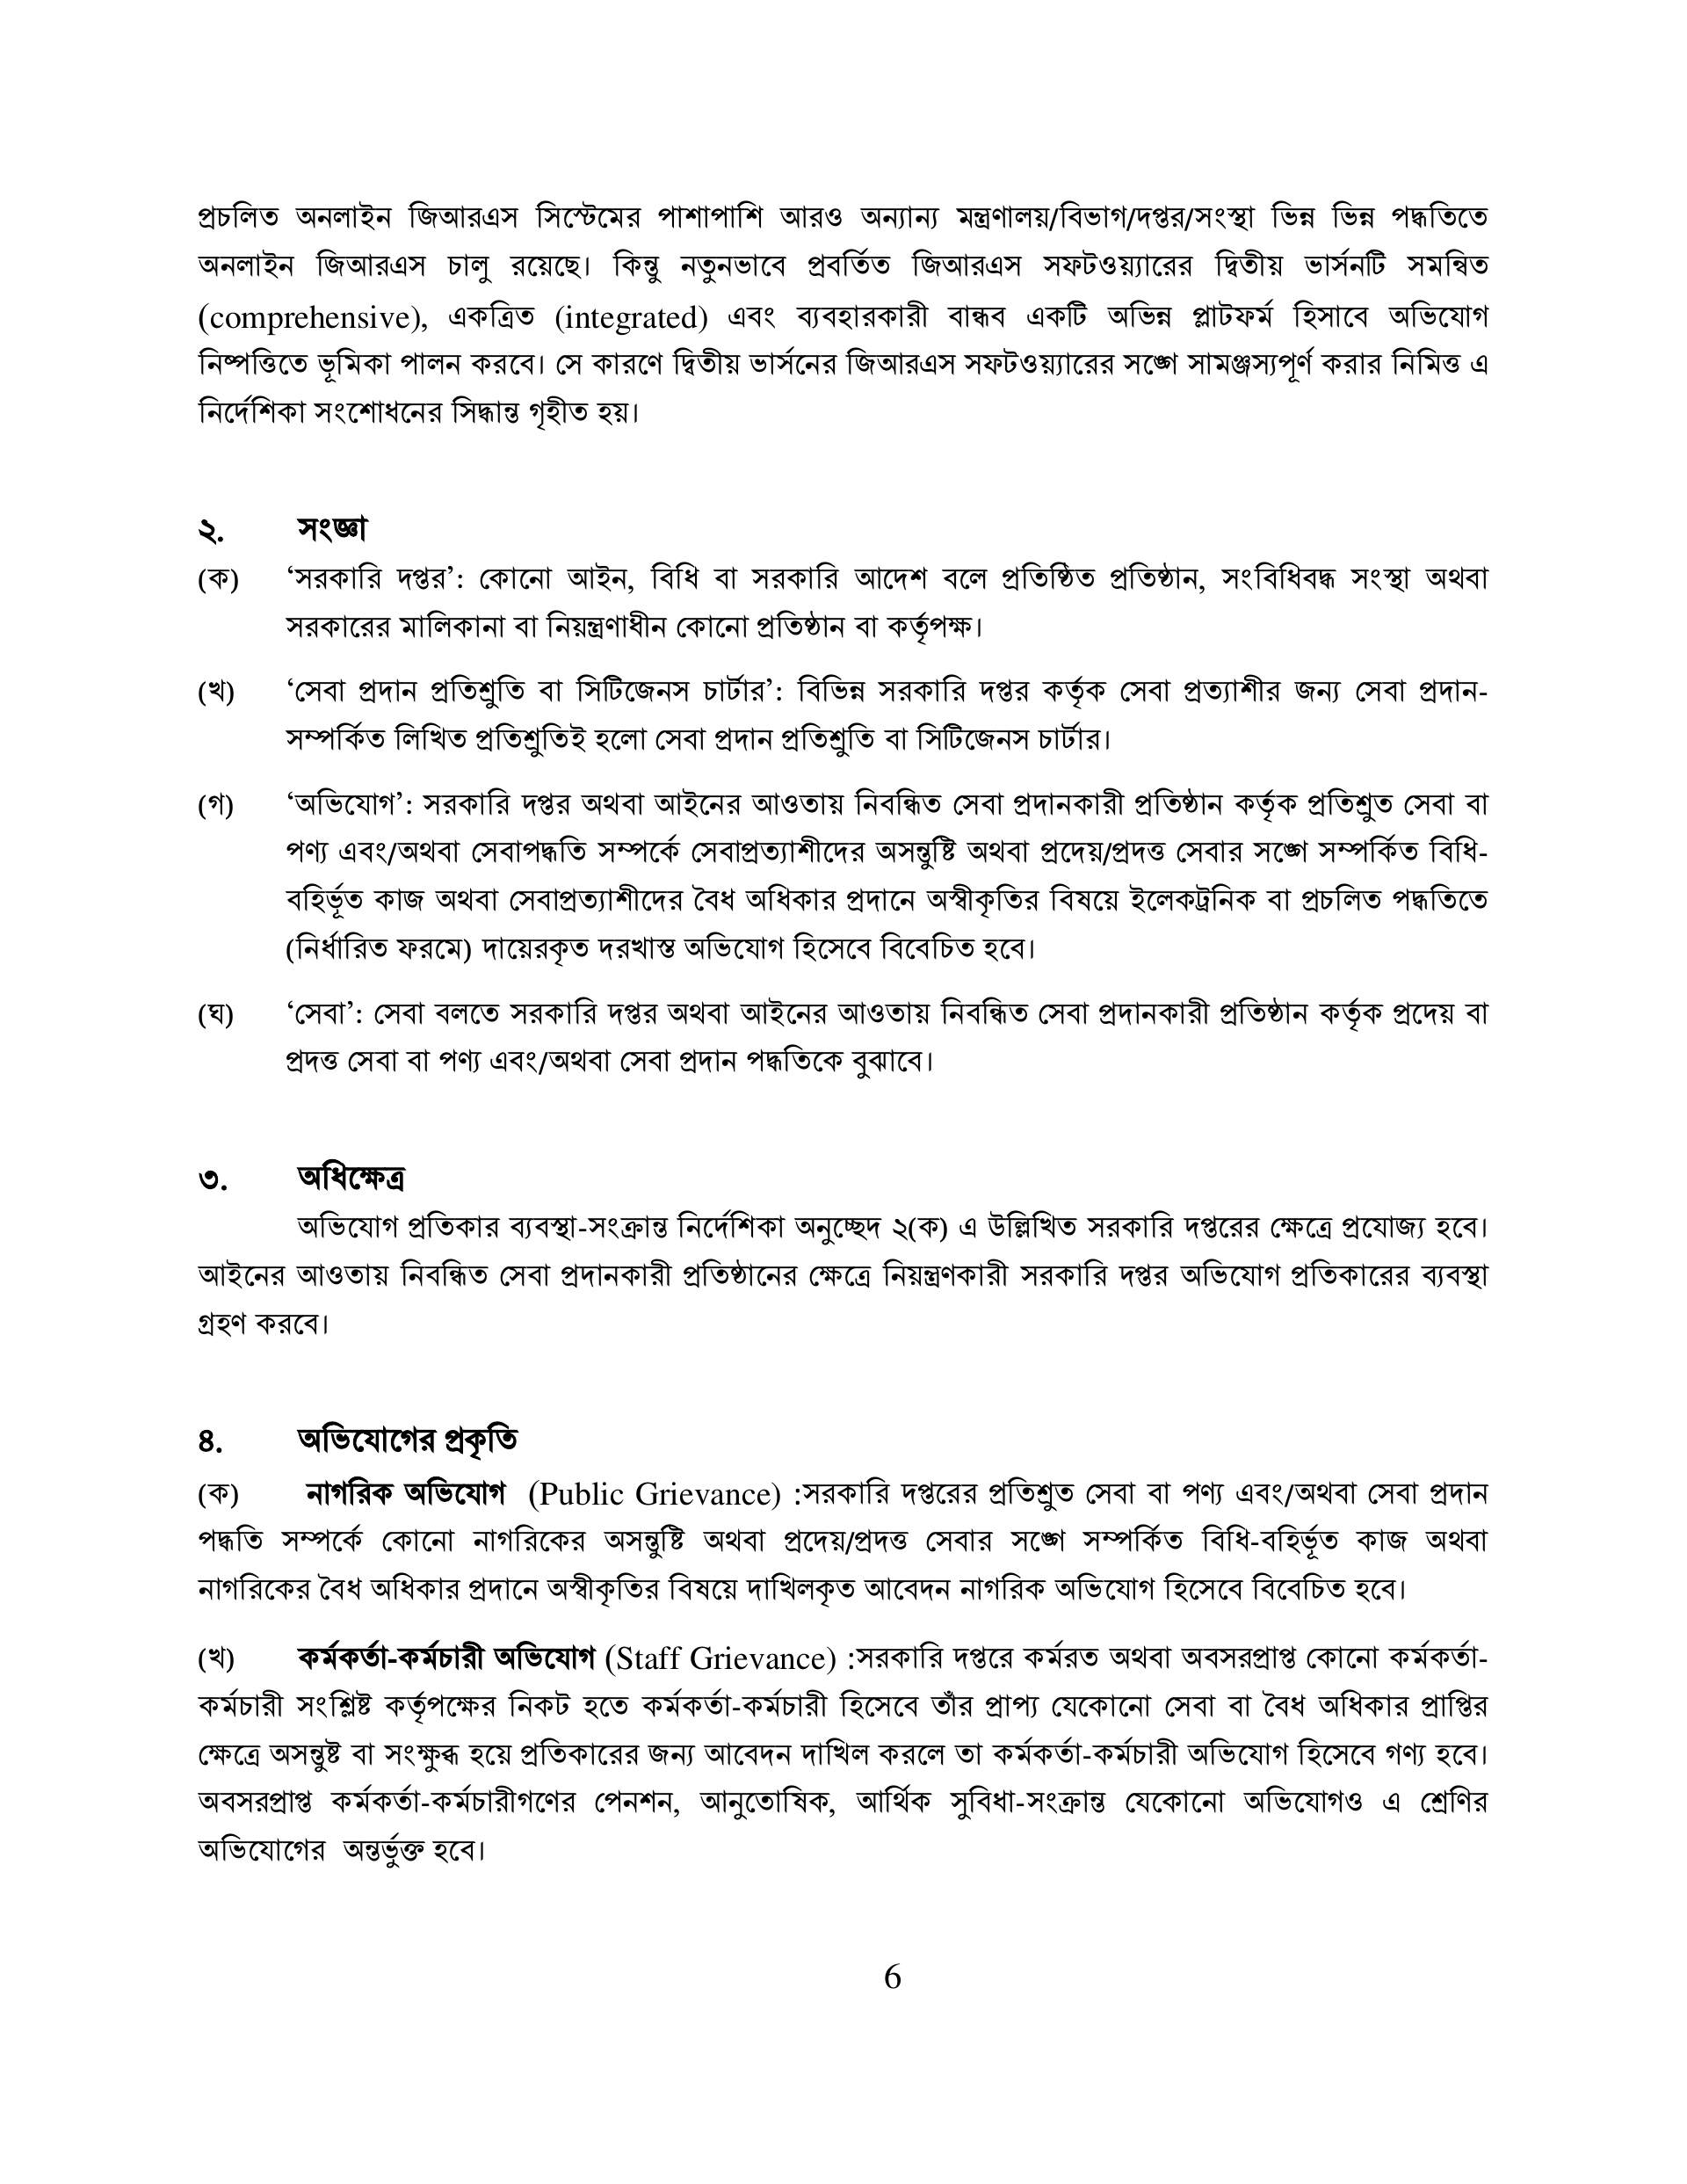 প্রচলিত অনলাইন জিআরএস সিস্টেমের পাশাপাশি আরও অন্যান্য মন্ত্রণালয়/বিভাগ/দপ্তর/সংস্থা ভিন্ন ভিন্ন পদ্ধতিতে
অনলাইন জিআরএস চালু রয়েছে। কিন্তু নতুনভাবে প্রবর্তিত জিআরএস সফটওয়্যারের দ্বিতীয় ভার্সনটি সমন্বিত
(comprehensive), একত্রিত (integrated) এবং ব্যবহারকারী বান্ধব একটি অভিন্ন প্লাটফর্ম হিসাবে অভিযোগ
নিষ্পত্তিতে ভূমিকা পালন করবে। সে কারণে দ্বিতীয় ভার্সনের জিআরএস সফটওয়্যারের সঙ্গে সামঞ্জস্যপূর্ণ করার নিমিত্ত এ
নির্দেশিকা সংশোধনের সিদ্ধান্ত গৃহীত হয়।
২. সংজ্ঞা
(ক) ‘সরকারি দপ্তর’: কোনো আইন, বিধি বা সরকারি আদেশ বলে প্রতিষ্ঠিত প্রতিষ্ঠান, সংবিধিবদ্ধ সংস্থা অথবা
সরকারের মালিকানা বা নিয়ন্ত্রণাধীন কোনো প্রতিষ্ঠান বা কর্তৃপক্ষ।
(খ) ‘সেবা প্রদান প্রতিশ্রুতি বা সিটিজেনস চার্টার’: বিভিন্ন সরকারি দপ্তর কর্তৃক সেবা প্রত্যাশীর জন্য সেবা প্রদান-
সম্পর্কিত লিখিত প্রতিশ্রুতিই হলো সেবা প্রদান প্রতিশ্রুতি বা সিটিজেনস চার্টার।
(গ) ‘অভিযোগ’: সরকারি দপ্তর অথবা আইনের আওতায় নিবন্ধিত সেবা প্রদানকারী প্রতিষ্ঠান কর্তৃক প্রতিশ্রুত সেবা বা
পণ্য এবং/অথবা সেবাপদ্ধতি সম্পর্কে সেবাপ্রত্যাশীদের অসন্তুষ্টি অথবা প্রদেয়/প্রদত্ত সেবার সঙ্গে সম্পর্কিত বিধি-
বহির্ভূত কাজ অথবা সেবাপ্রত্যাশীদের বৈধ অধিকার প্রদানে অস্বীকৃতির বিষয়ে ইলেকট্রনিক বা প্রচলিত পদ্ধতিতে
(নির্ধারিত ফরমে) দায়েরকৃত দরখাস্ত অভিযোগ হিসেবে বিবেচিত হবে।
(ঘ) ‘সেবা’: সেবা বলতে সরকারি দপ্তর অথবা আইনের আওতায় নিবন্ধিত সেবা প্রদানকারী প্রতিষ্ঠান কর্তৃক প্রদেয় বা
প্রদত্ত সেবা বা পণ্য এবং/অথবা সেবা প্রদান পদ্ধতিকে বুঝাবে।
৩. অধিক্ষেত্র
অভিযোগ প্রতিকার ব্যবস্থা-সংক্রান্ত নির্দেশিকা অনুচ্ছেদ ২(ক) এ উল্লিখিত সরকারি দপ্তরের ক্ষেত্রে প্রযোজ্য হবে।
আইনের আওতায় নিবন্ধিত সেবা প্রদানকারী প্রতিষ্ঠানের ক্ষেত্রে নিয়ন্ত্রণকারী সরকারি দপ্তর অভিযোগ প্রতিকারের ব্যবস্থা
গ্রহণ করবে।
৪. অভিযোগের প্রকৃতি
(ক) নাগরিক অভিযোগ (Public Grievance) :সরকারি দপ্তরের প্রতিশ্রুত সেবা বা পণ্য এবং/অথবা সেবা প্রদান
পদ্ধতি সম্পর্কে কোনো নাগরিকের অসন্তুষ্টি অথবা প্রদেয়/প্রদত্ত সেবার সঙ্গে সম্পর্কিত বিধি-বহির্ভূত কাজ অথবা
নাগরিকের বৈধ অধিকার প্রদানে অস্বীকৃতির বিষয়ে দাখিলকৃত আবেদন নাগরিক অভিযোগ হিসেবে বিবেচিত হবে।
(খ) কর্মকর্তা-কর্মচারী অভিযোগ (Staff Grievance) :সরকারি দপ্তরে কর্মরত অথবা অবসরপ্রাপ্ত কোনো কর্মকর্তা-
কর্মচারী সংশ্লিষ্ট কর্তৃপক্ষের নিকট হতে কর্মকর্তা-কর্মচারী হিসেবে তাঁর প্রাপ্য যেকোনো সেবা বা বৈধ অধিকার প্রাপ্তির
ক্ষেত্রে অসন্তুষ্ট বা সংক্ষুব্ধ হয়ে প্রতিকারের জন্য আবেদন দাখিল করলে তা কর্মকর্তা-কর্মচারী অভিযোগ হিসেবে গণ্য হবে।
অবসরপ্রাপ্ত কর্মকর্তা-কর্মচারীগণের পেনশন, আনুতোষিক, আর্থিক সুবিধা-সংক্রান্ত যেকোনো অভিযোগও এ শ্রেণির
অভিযোগের অন্তর্ভুক্ত হবে।
6